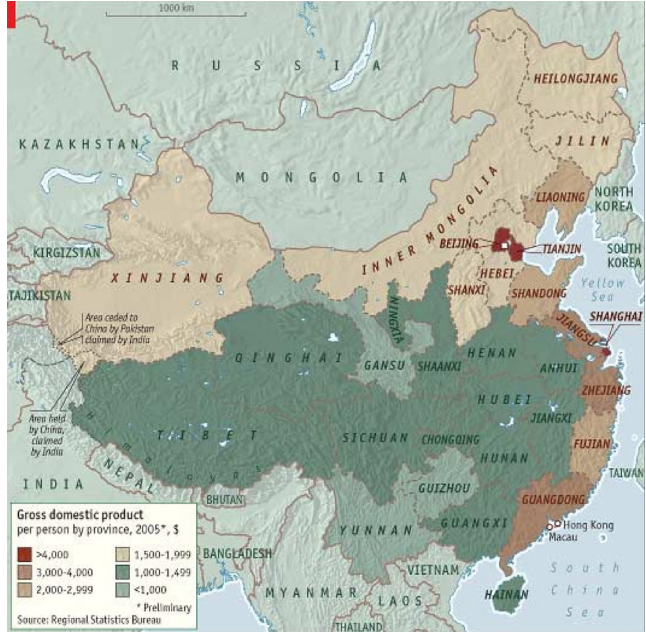 1000 km
RUSSIA
HEILONGJIANG
KAZAKHSTAN
JILIN
MONGOLIA
LIAONING
NORTH
KOREA
INNER MONGOLIA
BEIJING
TIANJIN
KIRGIZSTAN
SOUTH
KOREA
HEBEI
XINJIANG
SHANXI
SHANDONG
Yellow
Sea
TAJIKISTAN
NINGXIA
SHANGHAI
Area ceded to
China by Pakistan
claimed by India
JIANGSU
QINGHAI
HENAN
GANSU
SHAANXI
ANHUI
ZHEJIANG
HUBEI
Area held
by China,
claimed
by India
TIBET
JIANGXI
Himalayas
SICHUAN
CHONGQING
FUJIAN
HUNAN
NEPAL
TAIWAN
INDIA
GUIZHOU
BHUTAN
GUANGDONG
YUNNAN
GUANGXI
Hong Kong
Macau
BANGLADESH
VIETNAM
South
China
Sea
MYANMAR
LAOS
HAINAN
THAILAND
Gross domestic product
per person by province, 2005*, $
>4,000
1,500-1,999
3,000-4,000
1,000-1,499
2,000-2,999
<1,000
* Preliminary
Source: Regional Statistics Bureau